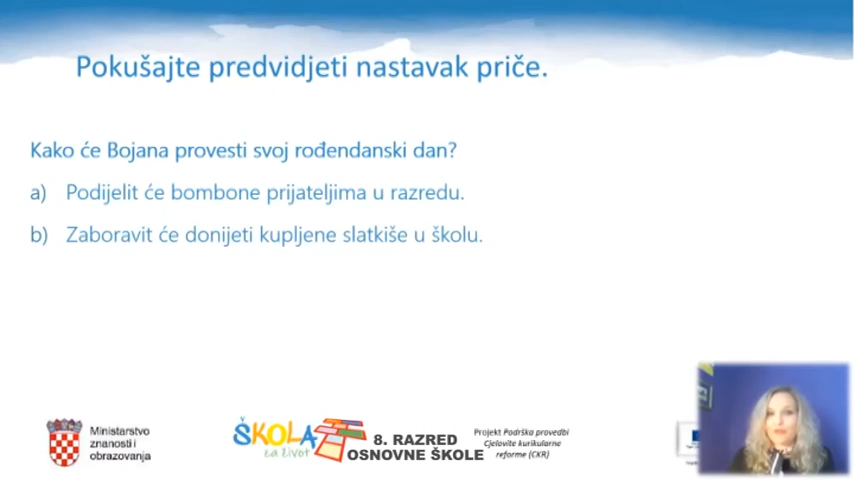 Pokušajte predvidjeti nastavak priče.
Kako će Bojana provesti svoj rođendanski dan?
a) Podijelit će bombone prijateljima u razredu.
b) Zaboravit će donijeti kupljene slatkiše u školu.
Ministarstvo
znanosti i
obrazovanja
ŠKOLA
za život
8. RAZRED
OSNOVNE ŠKOLE
Projekt Podrška provedbi
Cjelovite kurikularne
reforme (CKR)